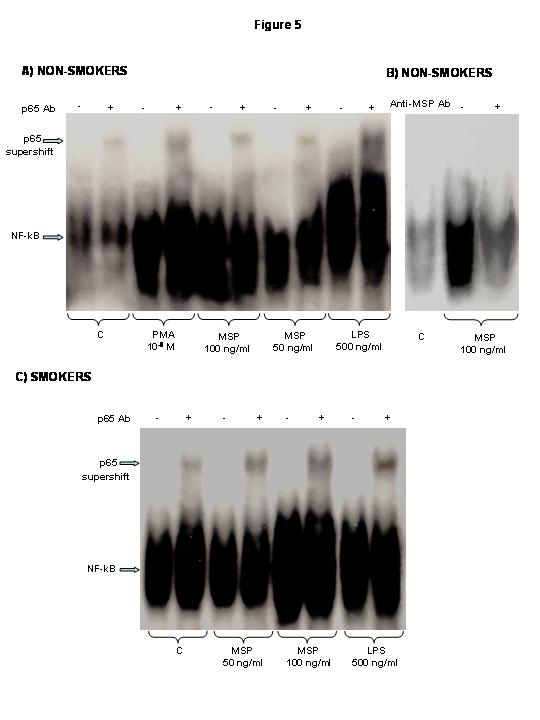 Figure 5
A) NON-SMOKERS
B) NON-SMOKERS
p65 Ab - + - + - + - + - +
Anti-MSP Ab - +
p65
supershift
NF-kB
C
PMA
M
MSP
100 ng/ml
MSP
50 ng/ml
LPS
500 ng/ml
C
MSP
100 ng/ml
C) SMOKERS
p65 Ab - + - + - + - +
p65
supershift
NF-kB
C
MSP
50 ng/ml
MSP
100 ng/ml
LPS
500 ng/ml